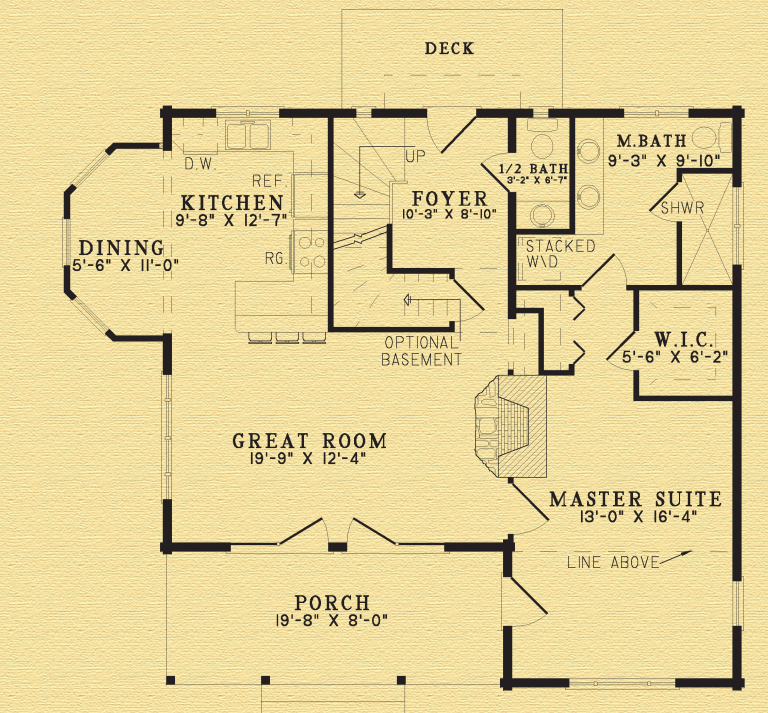 DECK
UP
D.W.
REF.
KITCHEN
9'-8" X 12'-7"
FOYER
10'-3" X 8'-10"
1/2 BATH
3'-2" X 6'-7"
M.BATH
9'-3" X 9'-10"
SHWR
DINING
5'-6" X 11'-0"
RG.
STACKED
W\D
OPTIONAL
BASEMENT
W.I.C.
5'-6" X 6'-2"
GREAT ROOM
19'-9" X 12'-4"
MASTER SUITE
13'-0" X 16'-4"
LINE ABOVE
PORCH
19'-8" X 8'-0"